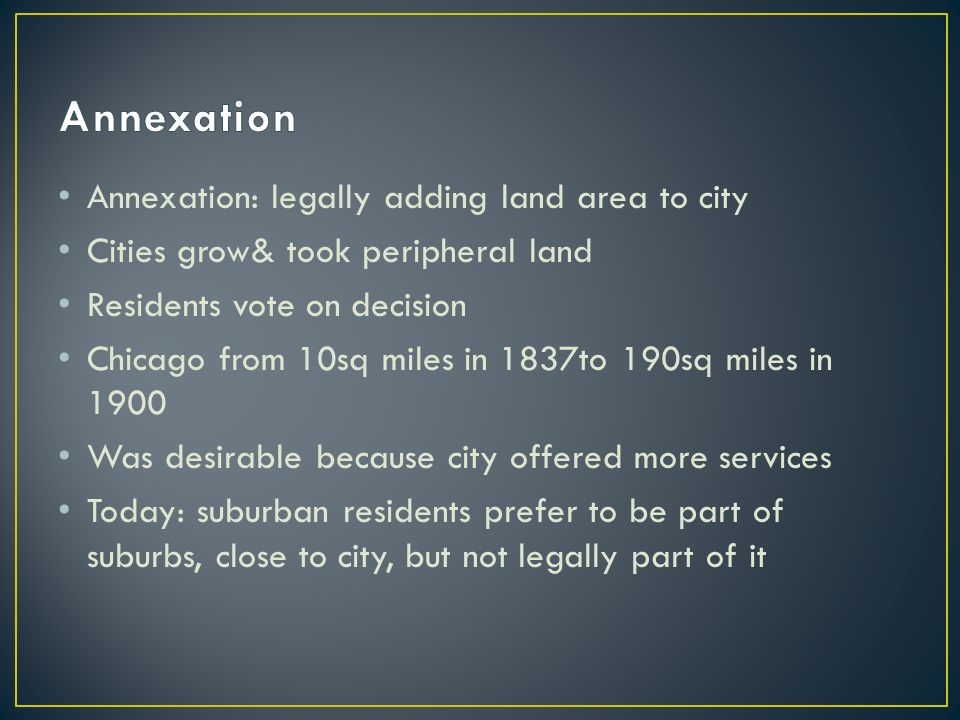 Annexation
• Annexation: legally adding land area to city
• Cities grow& took peripheral land
• Residents vote on decision
• Chicago from 10sq miles in 1837to 190sq miles in
1900
• Was desirable because city offered more services
• Today: suburban residents prefer to be part of
suburbs, close to city, but not legally part of it